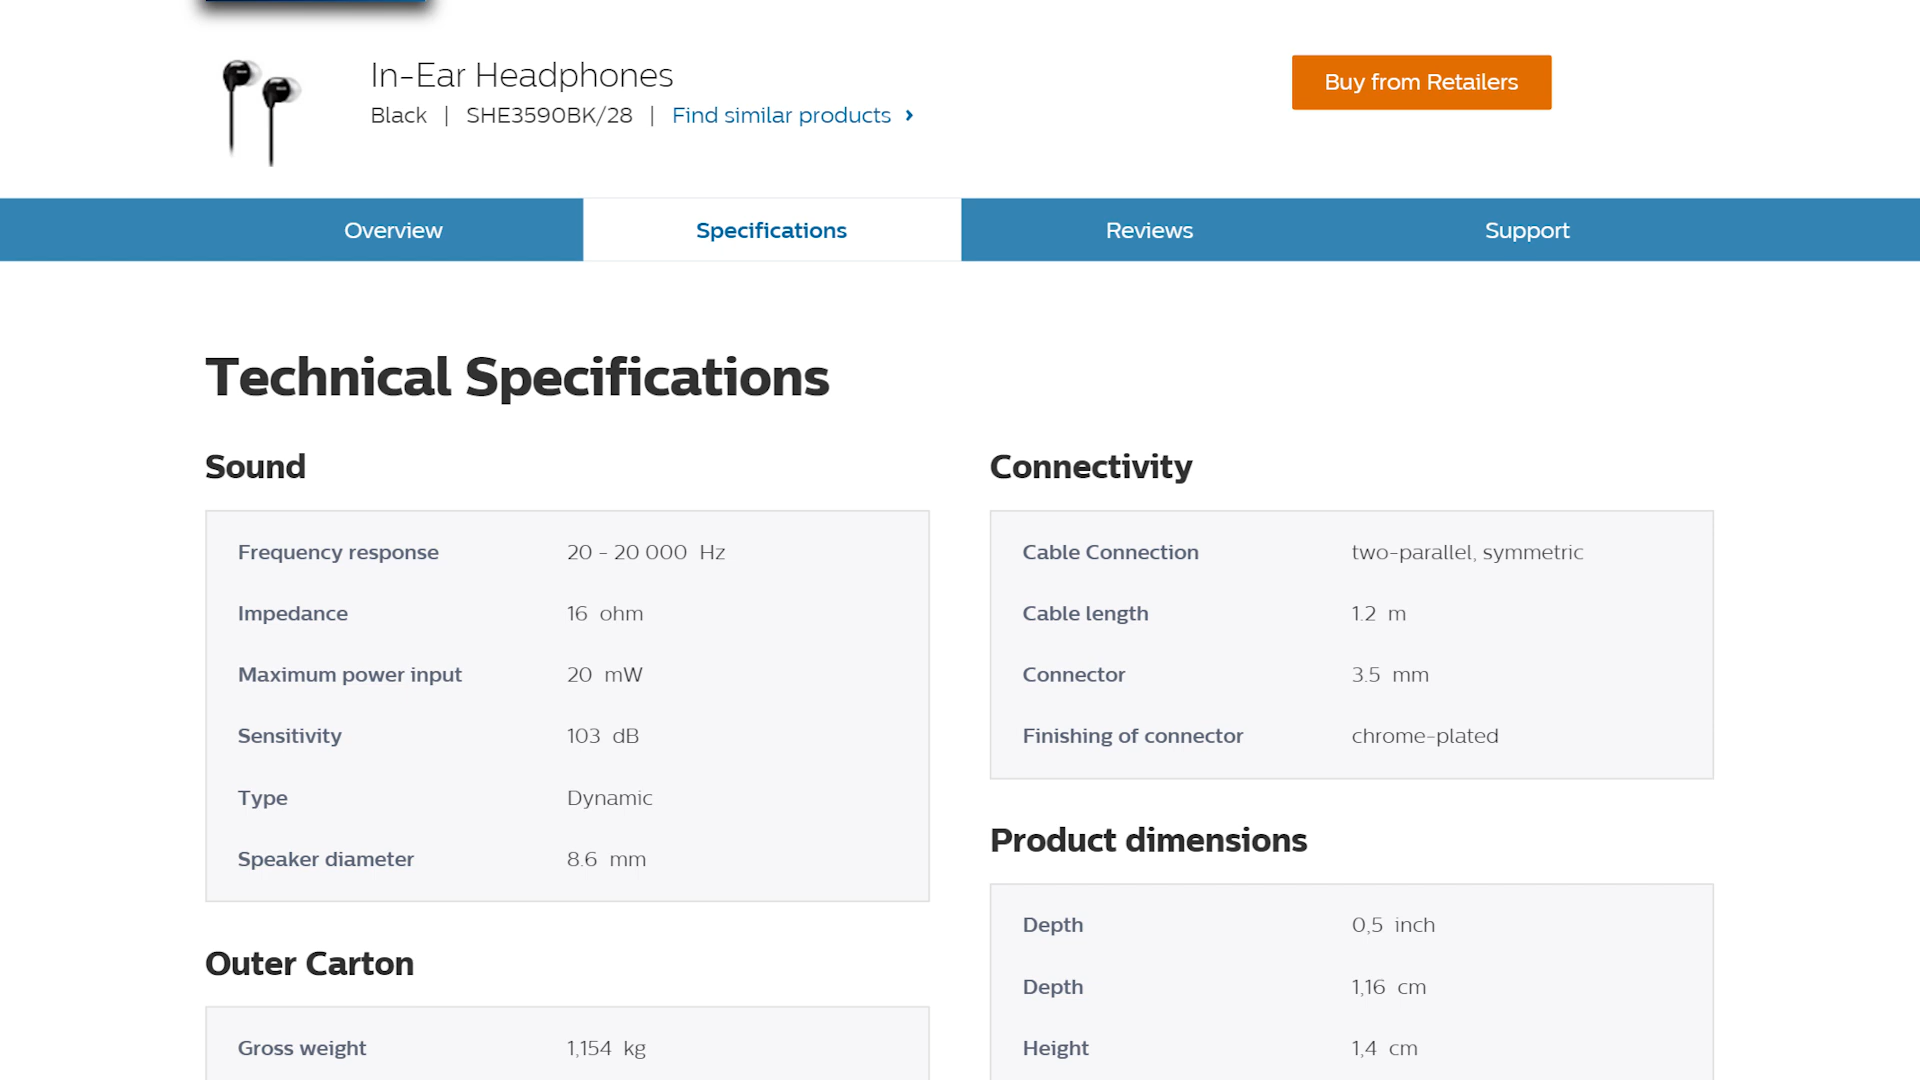 In-Ear Headphones
Black | SHE3590BK/28 | Find similar products ›
Buy from Retailers
Overview
Specifications
Reviews
Support
Technical Specifications
Sound
Frequency response 20 - 20 000 Hz
Impedance 16 ohm
Maximum power input 20 mW
Sensitivity 103 dB
Type Dynamic
Speaker diameter 8.6 mm
Outer Carton
Gross weight 1,154 kg
Connectivity
Cable Connection two-parallel, symmetric
Cable length 1.2 m
Connector 3.5 mm
Finishing of connector chrome-plated
Product dimensions
Depth 0,5 inch
Depth 1,16 cm
Height 1,4 cm